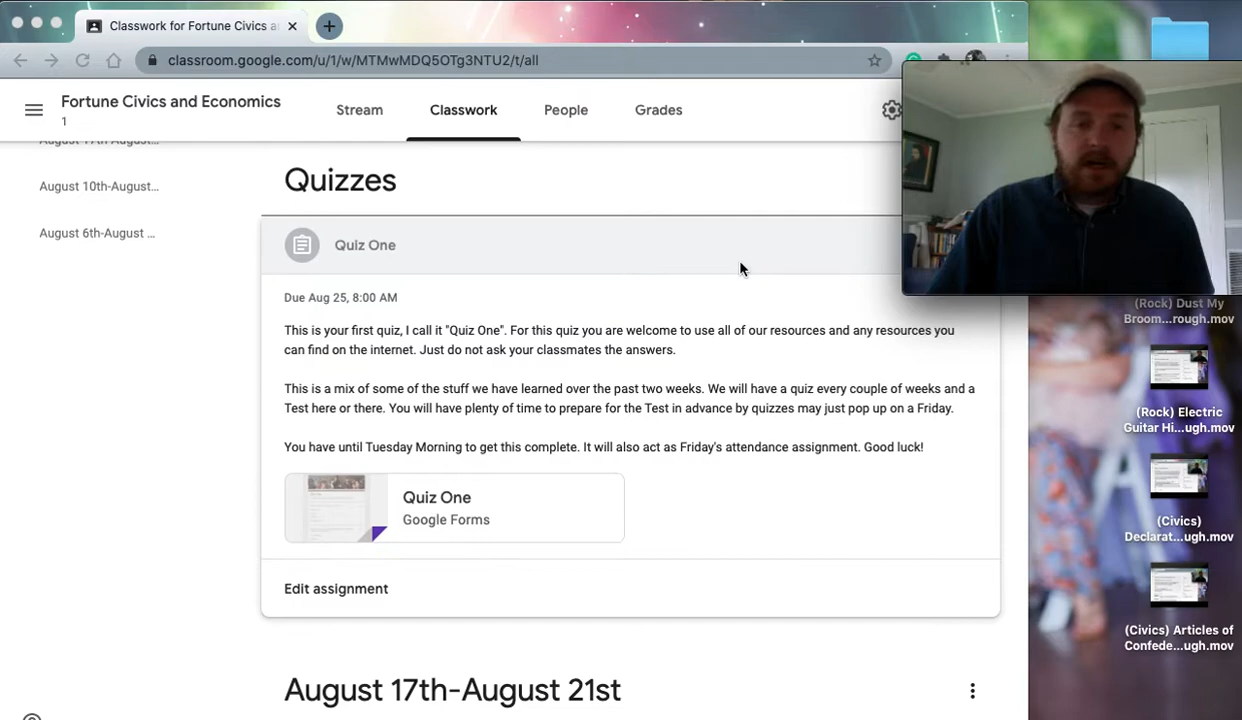 Classwork for Fortune Civics a
classroom.google.com/u/1/w/MTMwMDQ5OTg3NTU2/t/all
Fortune Civics and Economics
1
Stream
Classwork
People
Grades
August 17th-August...
August 10th-August...
August 6th-August ...
Quizzes
Quiz One
Due Aug 25, 8:00 AM
This is your first quiz, I call it "Quiz One". For this quiz you are welcome to use all of our resources and any resources you
can find on the internet. Just do not ask your classmates the answers.
This is a mix of some of the stuff we have learned over the past two weeks. We will have a quiz every couple of weeks and a
Test here or there. You will have plenty of time to prepare for the Test in advance by quizzes may just pop up on a Friday.
You have until Tuesday Morning to get this complete. It will also act as Friday's attendance assignment. Good luck!
Quiz One
Google Forms
Edit assignment
August 17th-August 21st
(Rock) Dust My
Broom...rough.mov
(Rock) Electric
Guitar Hi...ugh.mov
(Civics)
Declarat...ugh.mov
(Civics) Articles of
Confede...ugh.mov